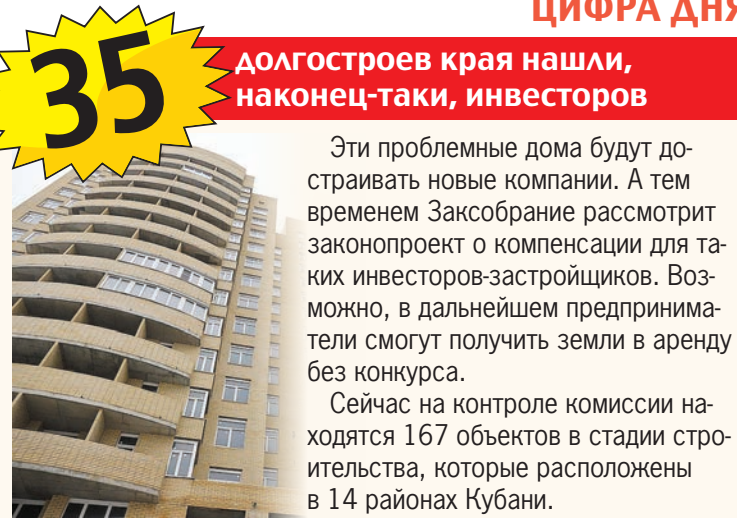 ЦИФРА ДНЯ
35
долгостроев края нашли,
наконец-таки, инвесторов
Эти проблемные дома будут до-
страивать новые компании. А тем
временем Заксобрание рассмотрит
законопроект о компенсации для та-
ких инвесторов-застройщиков. Воз-
можно, в дальнейшем предпринима-
тели смогут получить земли в аренду
без конкурса.
Сейчас на контроле комиссии на-
ходятся 167 объектов в стадии стро-
ительства, которые расположены
в 14 районах Кубани.